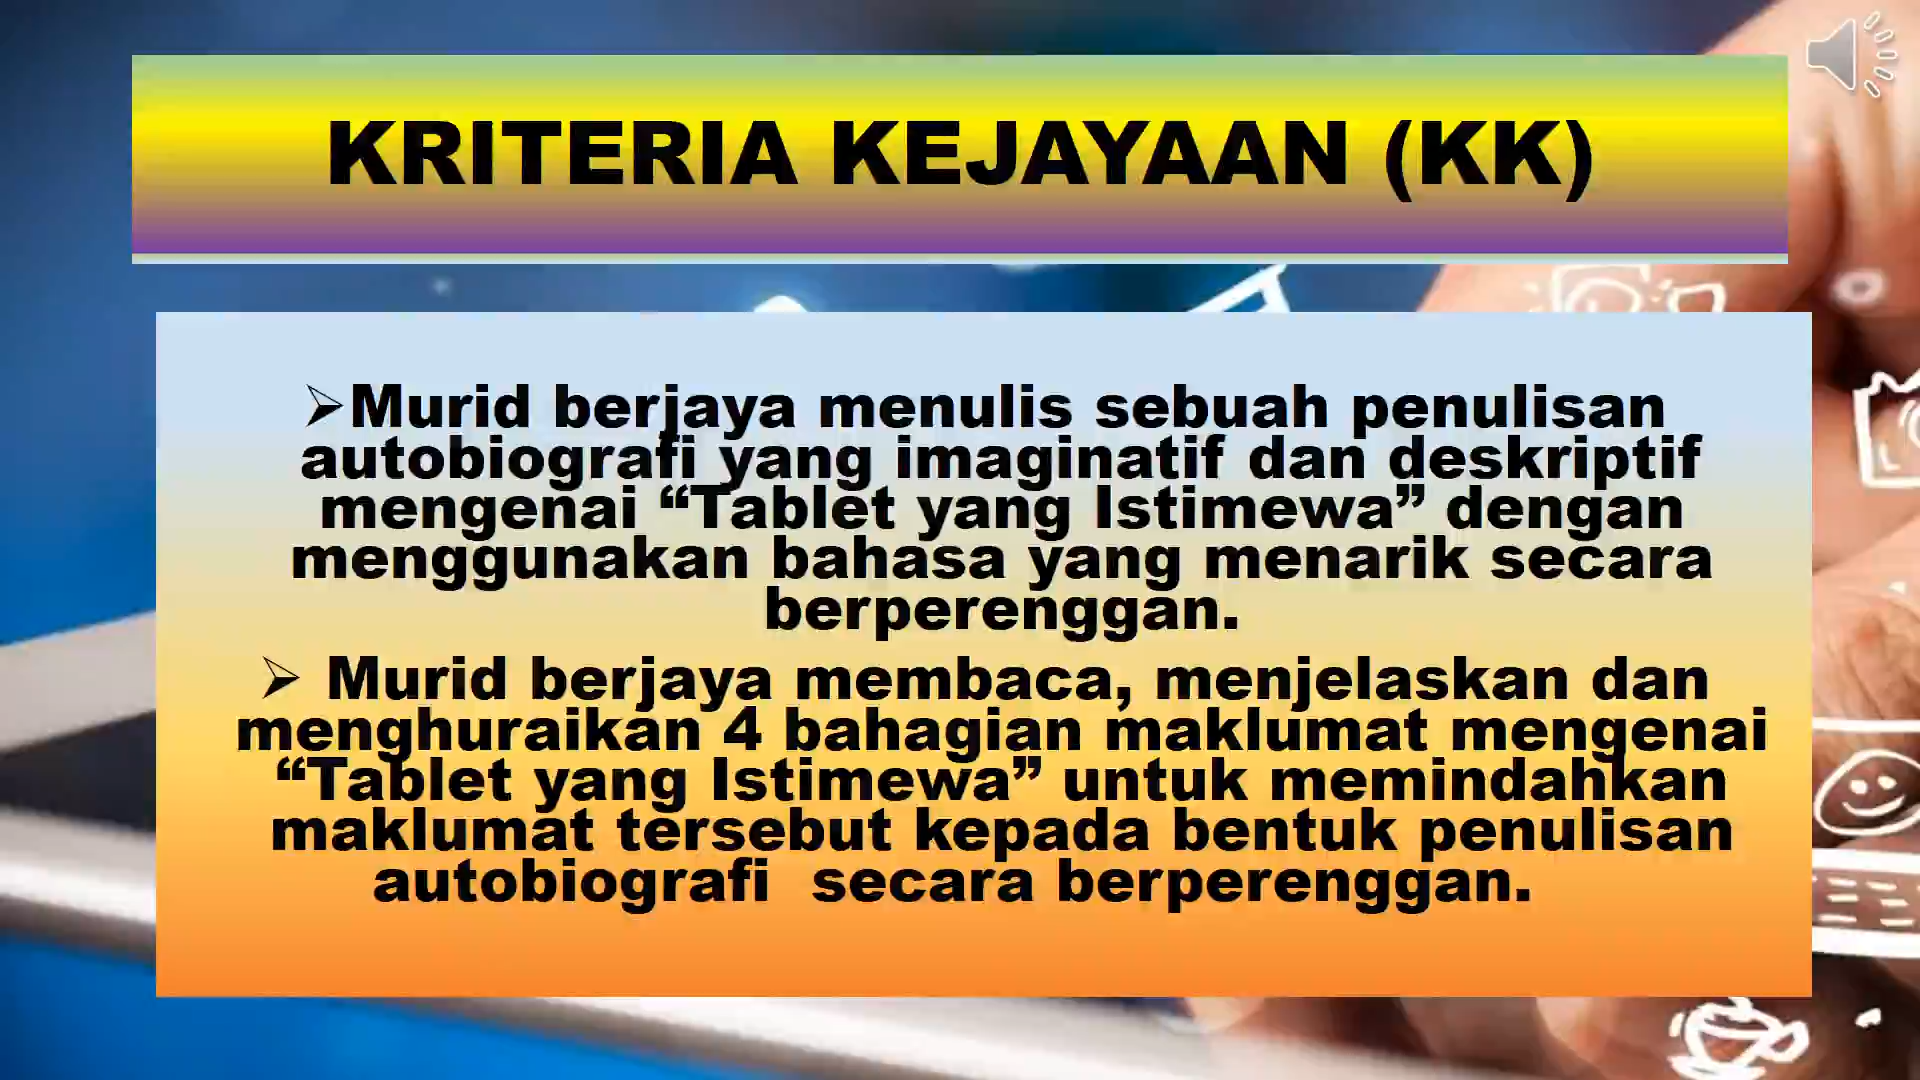 KRITERIA KEJAYAAN (KK)
➢Murid berjaya menulis sebuah penulisan
autobiografi yang imaginatif dan deskriptif
mengenai “Tablet yang Istimewa” dengan
menggunakan bahasa yang menarik secara
berperenggan.
➢ Murid berjaya membaca, menjelaskan dan
menghuraikan 4 bahagian maklumat mengenai
“Tablet yang Istimewa” untuk memindahkan
maklumat tersebut kepada bentuk penulisan
autobiografi  secara berperenggan.